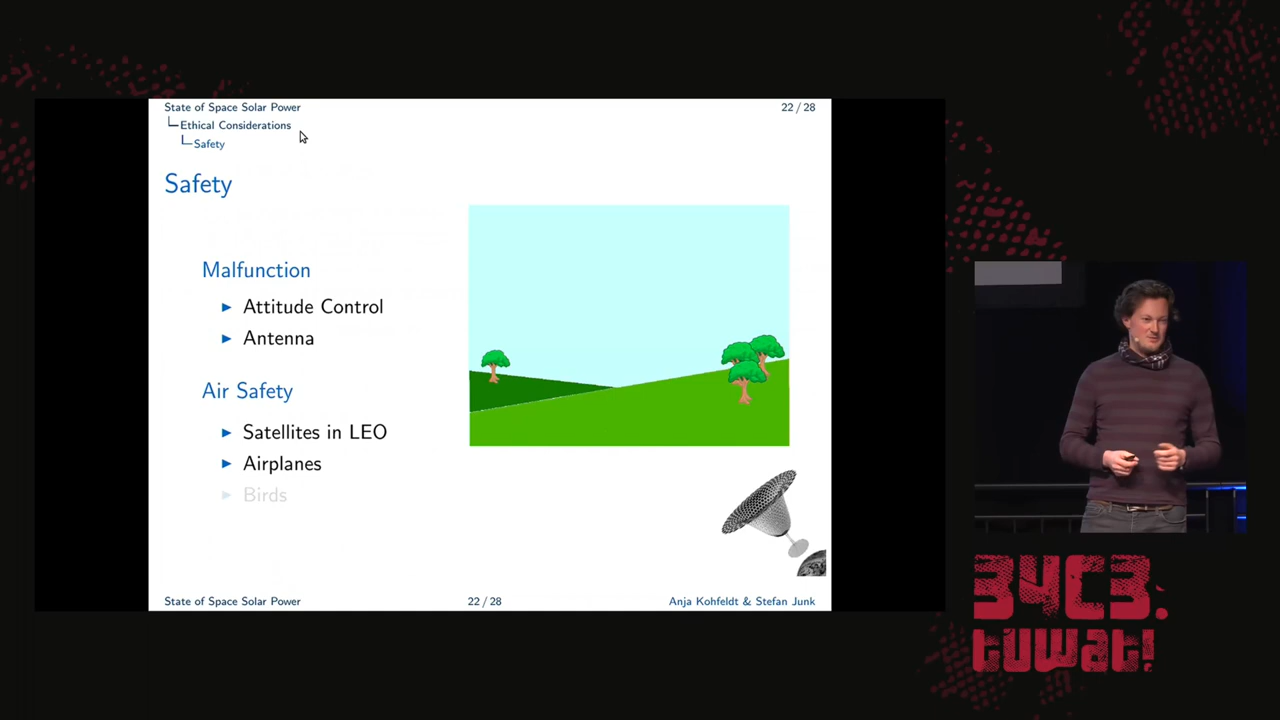 State of Space Solar Power
22 / 28
Ethical Considerations
Safety
Safety
Malfunction
Attitude Control
Antenna
Air Safety
Satellites in LEO
Airplanes
Birds
State of Space Solar Power
22 / 28
Anja Kohfeldt & Stefan Junk
34C3.
tuwat!